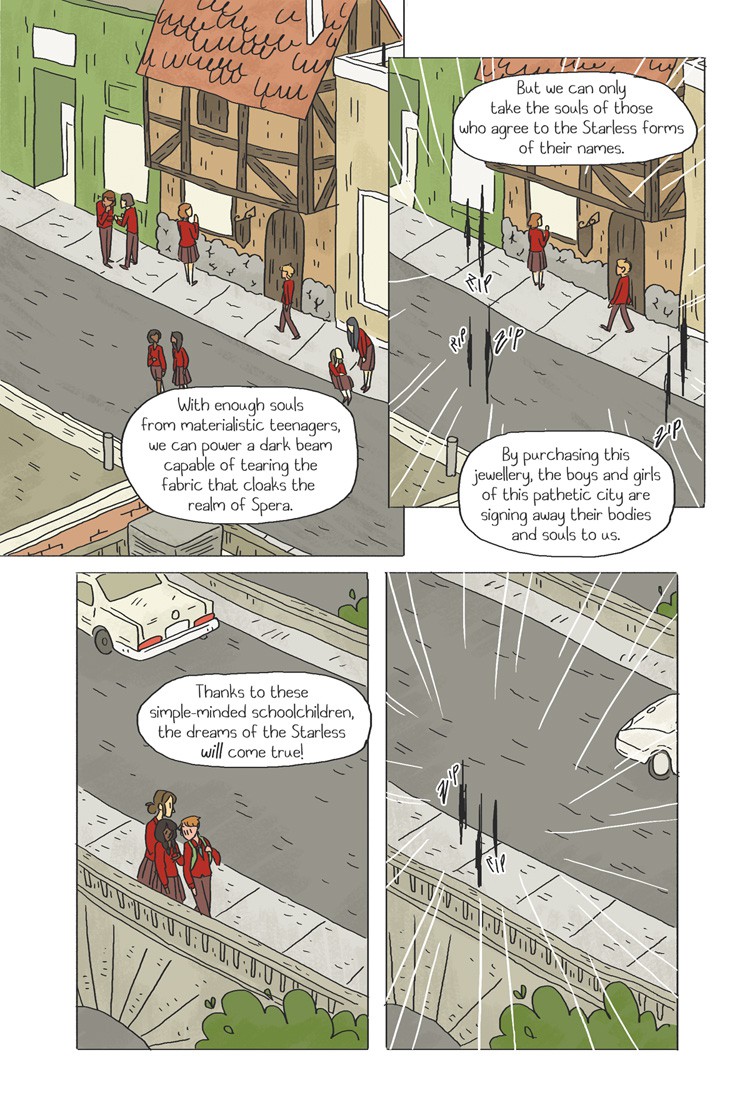 With enough souls
from materialistic teenagers,
we can power a dark beam
capable of tearing the
fabric that cloaks the
realm of Spera.
But we can only
take the souls of those
who agree to the Starless forms
of their names.
RIP
RIP
ZIP
ZIP
By purchasing this
jewellery, the boys and girls
of this pathetic city are
signing away their bodies
and souls to us.
Thanks to these
simple-minded schoolchildren,
the dreams of the Starless
will come true!
ZIP
RIP